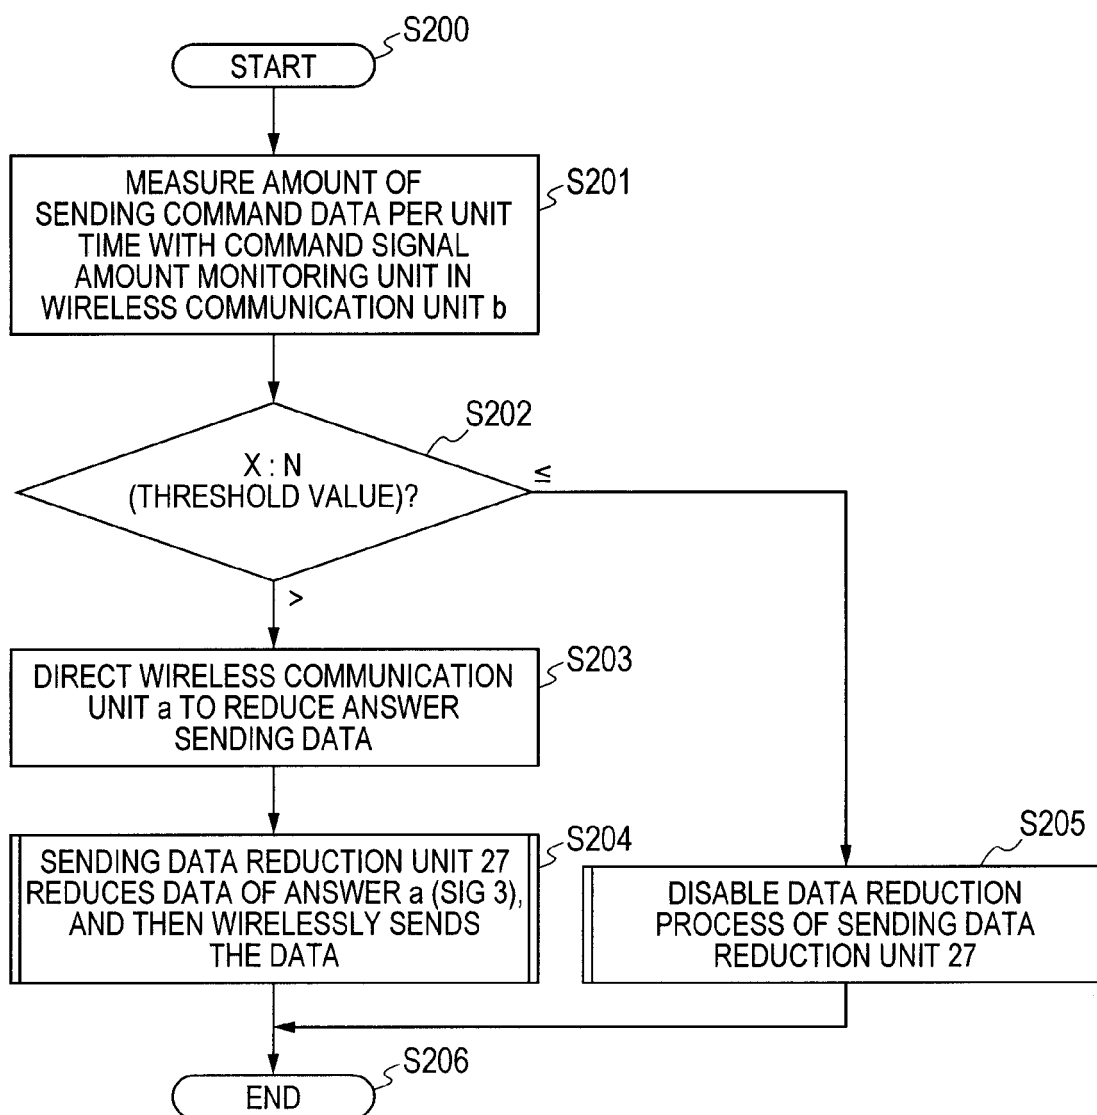 S200
START
S201
MEASURE AMOUNT OF
SENDING COMMAND DATA PER UNIT
TIME WITH COMMAND SIGNAL
AMOUNT MONITORING UNIT IN
WIRELESS COMMUNICATION UNIT b
S202
X : N
(THRESHOLD VALUE)?
≤
>
S203
DIRECT WIRELESS COMMUNICATION
UNIT a TO REDUCE ANSWER
SENDING DATA
S204
SENDING DATA REDUCTION UNIT 27
REDUCES DATA OF ANSWER a (SIG 3),
AND THEN WIRELESSLY SENDS
THE DATA
S205
DISABLE DATA REDUCTION
PROCESS OF SENDING DATA
REDUCTION UNIT 27
S206
END